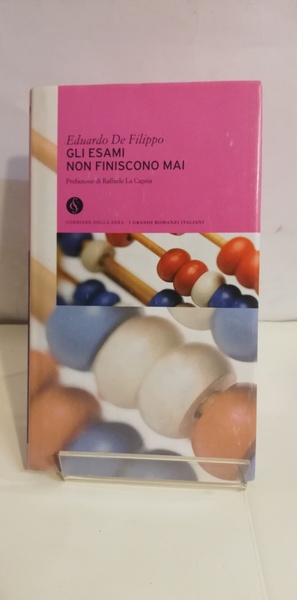 Eduardo De Filippo
GLI ESAMI
NON FINISCONO MAI
Prefazione di Raffaele La Capria
CORRIERE DELLA SERA · I GRANDI ROMANZI ITALIANI